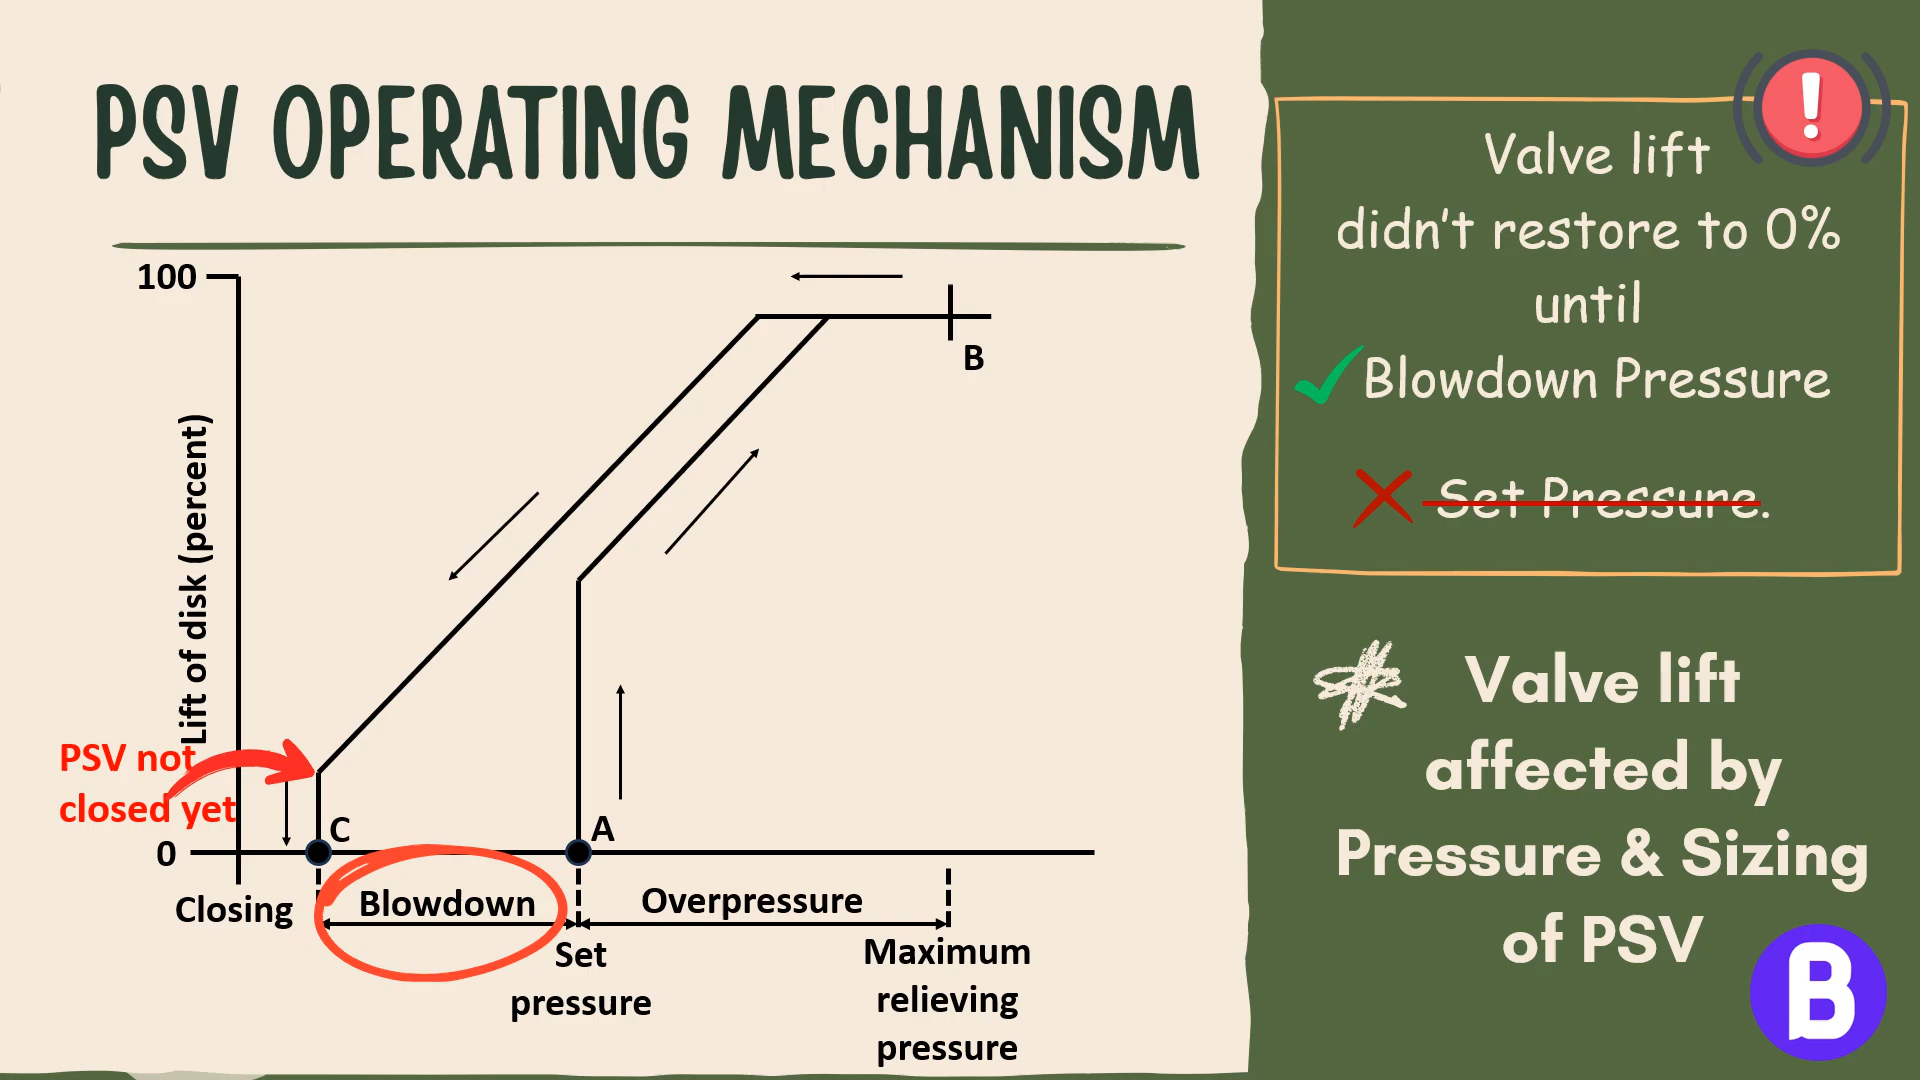 PSV OPERATING MECHANISM
100
B
Lift of disk (percent)
PSV not
closed yet
C
A
0
Closing
Blowdown
Overpressure
Set
pressure
Maximum
relieving
pressure
Valve lift
didn't restore to 0%
until
Blowdown Pressure
Set Pressure.
Valve lift
affected by
Pressure & Sizing
of PSV
B